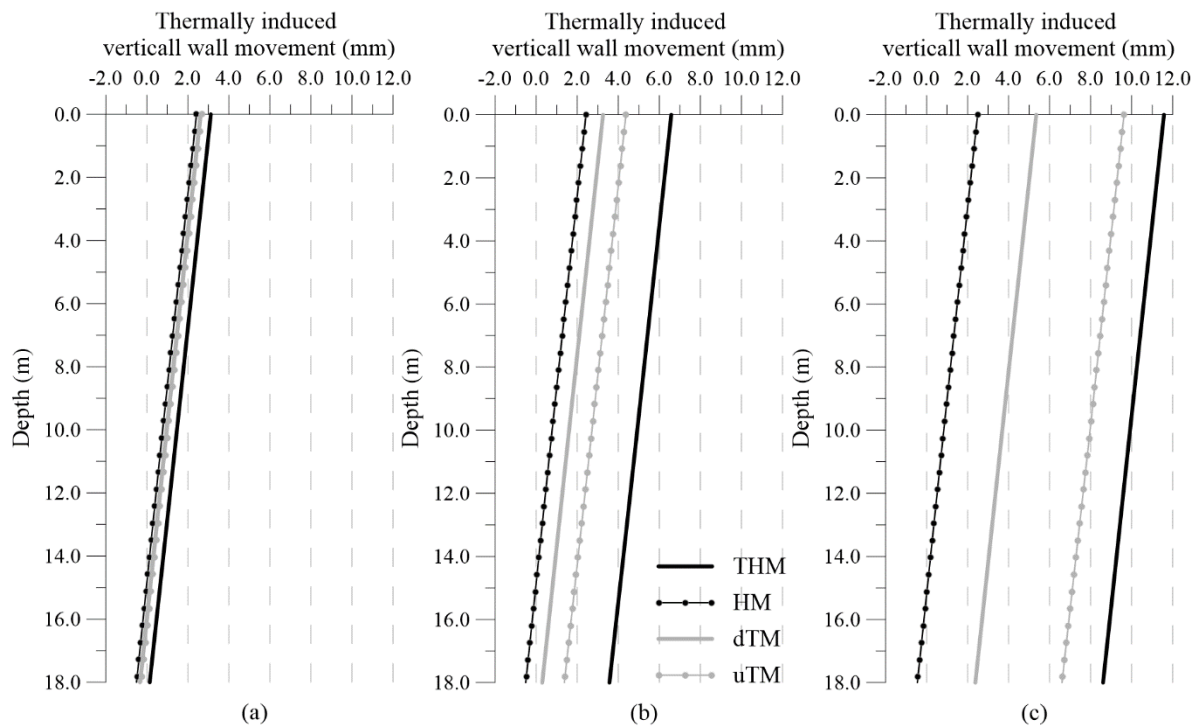 Thermally induced
verticall wall movement (mm)
-2.0 0.0 2.0 4.0 6.0 8.0 10.0 12.0
0.0
2.0
4.0
6.0
8.0
10.0
12.0
14.0
16.0
18.0
Depth (m)
(a)
Thermally induced
verticall wall movement (mm)
-2.0 0.0 2.0 4.0 6.0 8.0 10.0 12.0
0.0
2.0
4.0
6.0
8.0
10.0
12.0
14.0
16.0
18.0
Depth (m)
THM
HM
dTM
uTM
(b)
Thermally induced
verticall wall movement (mm)
-2.0 0.0 2.0 4.0 6.0 8.0 10.0 12.0
0.0
2.0
4.0
6.0
8.0
10.0
12.0
14.0
16.0
18.0
Depth (m)
(c)